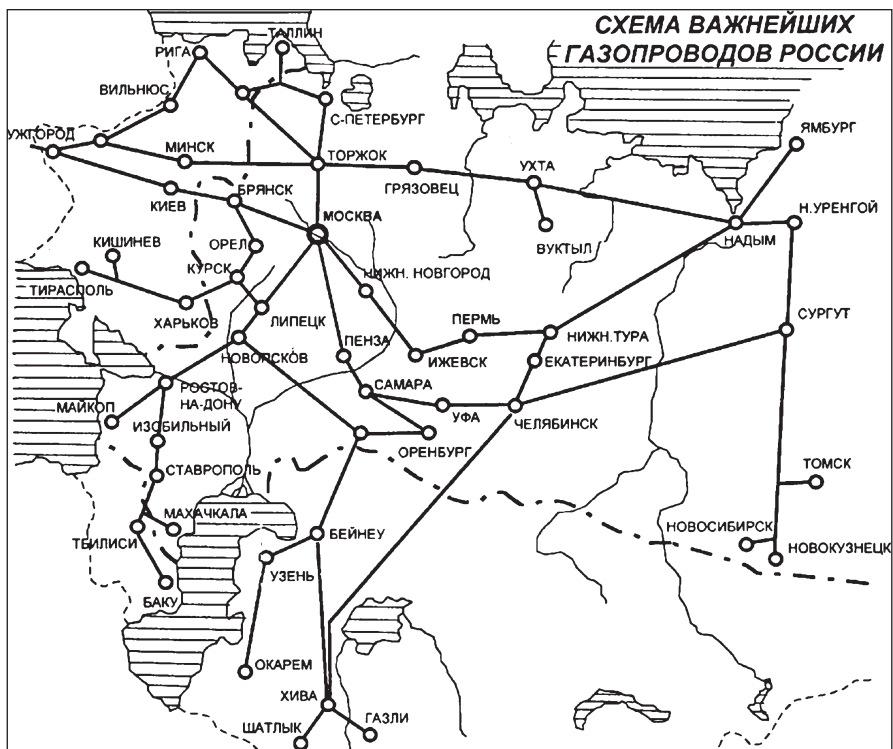 СХЕМА ВАЖНЕЙШИХ
ГАЗОПРОВОДОВ РОССИИ
ТАЛЛИН
РИГА
ВИЛЬНЮС
С-ПЕТЕРБУРГ
УЖГОРОД
ЯМБУРГ
МИНСК
ТОРЖОК
ГРЯЗОВЕЦ
УХТА
КИЕВ
БРЯНСК
МОСКВА
ВУКТЫЛ
НАДЫМ
Н.УРЕНГОЙ
КИШИНЕВ
ОРЕЛ
КУРСК
НИЖН. НОВГОРОД
ТИРАСПОЛЬ
ХАРЬКОВ
ЛИПЕЦК
ПЕРМЬ
НИЖН.ТУРА
СУРГУТ
НОВОПСКОВ
ПЕНЗА
ИЖЕВСК
ЕКАТЕРИНБУРГ
РОСТОВ-
НА-ДОНУ
САМАРА
МАЙКОП
УФА
ЧЕЛЯБИНСК
ИЗОБИЛЬНЫЙ
ОРЕНБУРГ
СТАВРОПОЛЬ
ТОМСК
МАХАЧКАЛА
ТБИЛИСИ
БЕЙНЕУ
НОВОСИБИРСК
НОВОКУЗНЕЦК
УЗЕНЬ
БАКУ
ОКАРЕМ
ХИВА
ШАТЛЫК
ГАЗЛИ